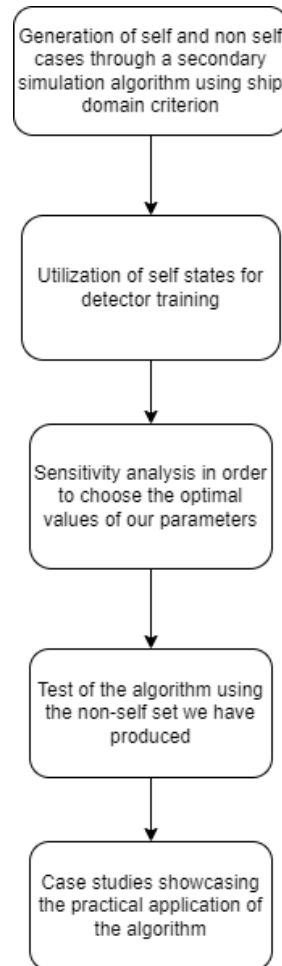 Generation of self and non self
cases through a secondary
simulation algorithm using ship
domain criterion
Utilization of self states for
detector training
Sensitivity analysis in order
to choose the optimal
values of our parameters
Test of the algorithm using
the non-self set we have
produced
Case studies showcasing
the practical application of
the algorithm